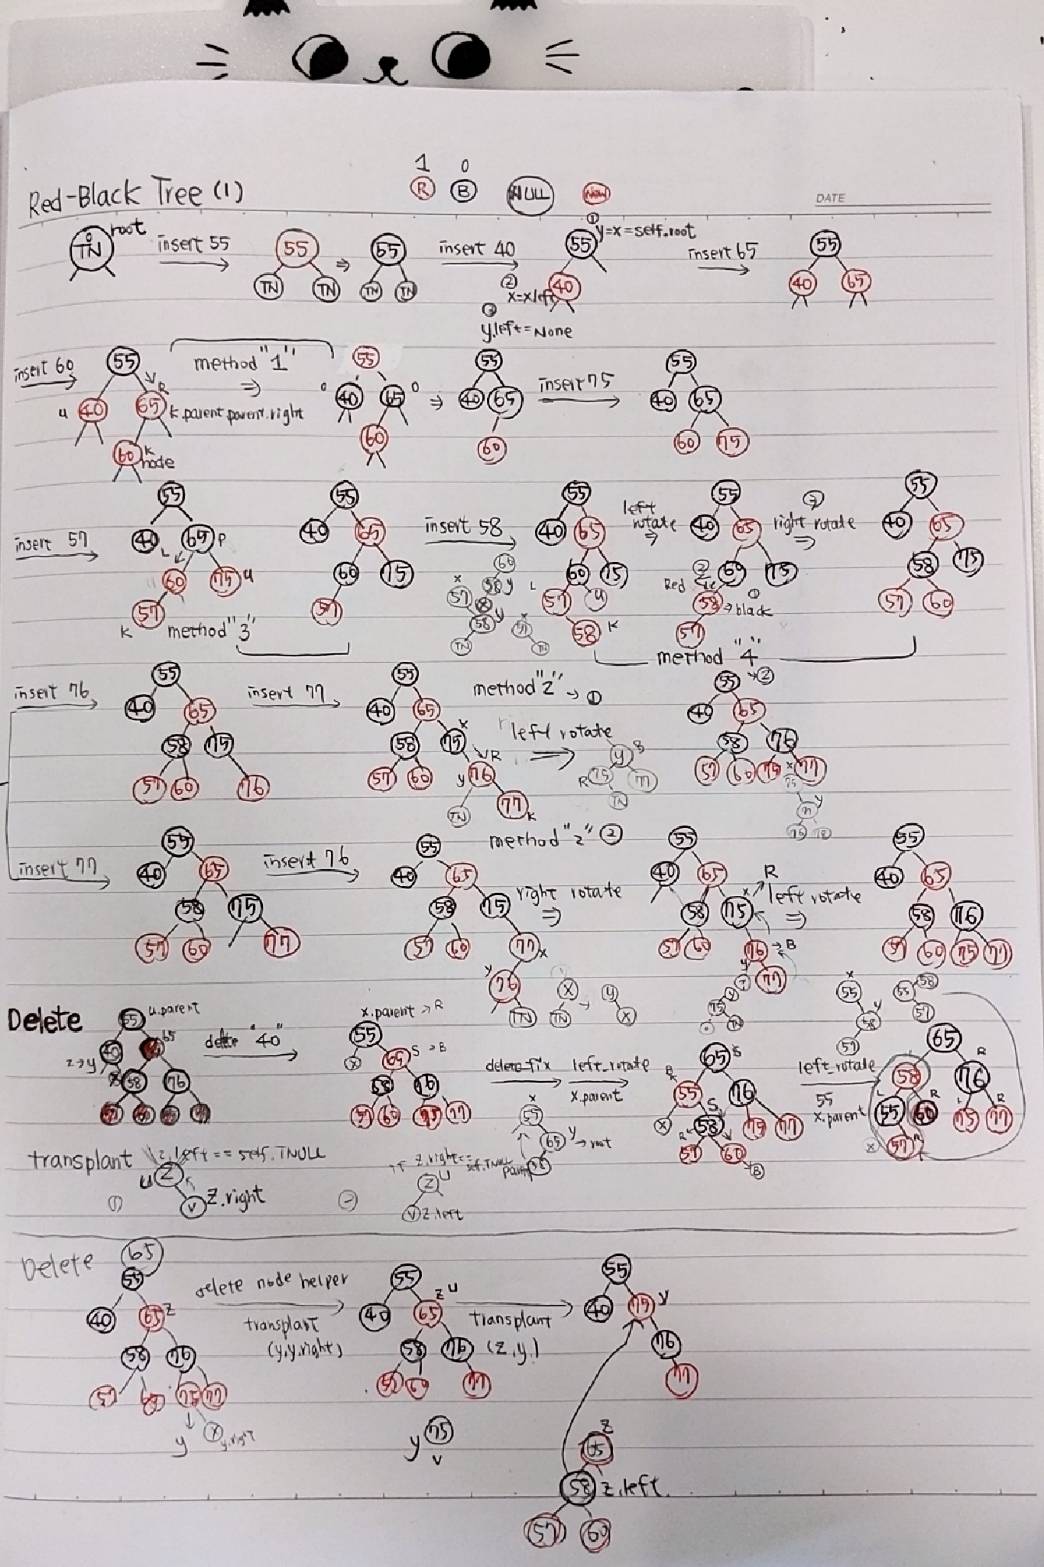 1 0
Red-Black Tree (1) R B NULL New
DATE
TN root insert 55 55 TN TN ⇒ 55 TN TN insert 40 ① y=x=self.root 55 40 ② x=x.left insert 65 55 40 65
y.left=None
insert 60 55 method "1" ⇒ 55 55 insert 75 55
u 40 65 R k.parent.parent.right 0 40 65 0 ⇒ 40 65 40 65
60 k node 60 60 60 75
insert 57 55 55 insert 58 55 left rotate ⇒ 55 ② right rotate ⇒ 55
40 65 P 40 65 40 65 40 65 40 65
L 60 75 u 60 75 60 75 Red 60 75 58 75
k 57 method "3" 57 57 u 58 k 58 → black 57 57 60
method "4"
insert 76 55 insert 77 55 method "2" → ① 55 ②
40 65 40 65 left rotate 40 65
58 75 58 75 x R 58 76
57 60 76 57 60 y 76 TN 77 k 57 60 75 77
insert 77 55 insert 76 55 method "2" ② 55 55
40 65 40 65 right rotate ⇒ 40 65 R left rotate ⇒ 40 65
58 75 58 75 58 75 58 76
57 60 77 57 60 77 x 57 60 76 → B 77 57 60 75 77
y 76 TN
Delete 55 u.parent delete "40" x.parent → R 55
z→y 40 65 x 65 S → B delete-fix left_rotate x.parent 65 left_rotate 55 x.parent 65
58 76 58 76 55 76 58 76
57 60 75 77 x 58 75 77 55 60 75 77
57 60 57
transplant z.left == self.TNULL If z.right == self.TNULL
① u z v z.right ② z u v z.left
Delete 65
55 delete node helper 55 55
40 65 z transplant (y, y.right) 40 65 z u transplant (z, y) 40 75 y
58 76 58 76 76
57 60 75 77 57 60 77 77
y x y.right y 75 v
65 z
58 z.left
57 60